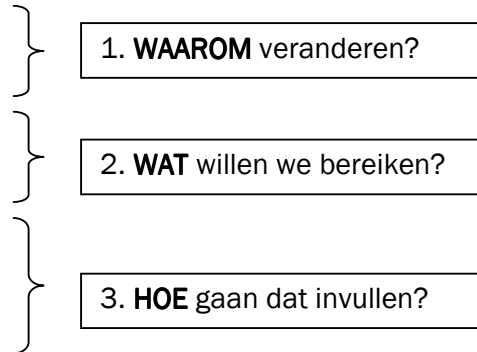 1. WAAROM veranderen?
2. WAT willen we bereiken?
3. HOE gaan dat invullen?